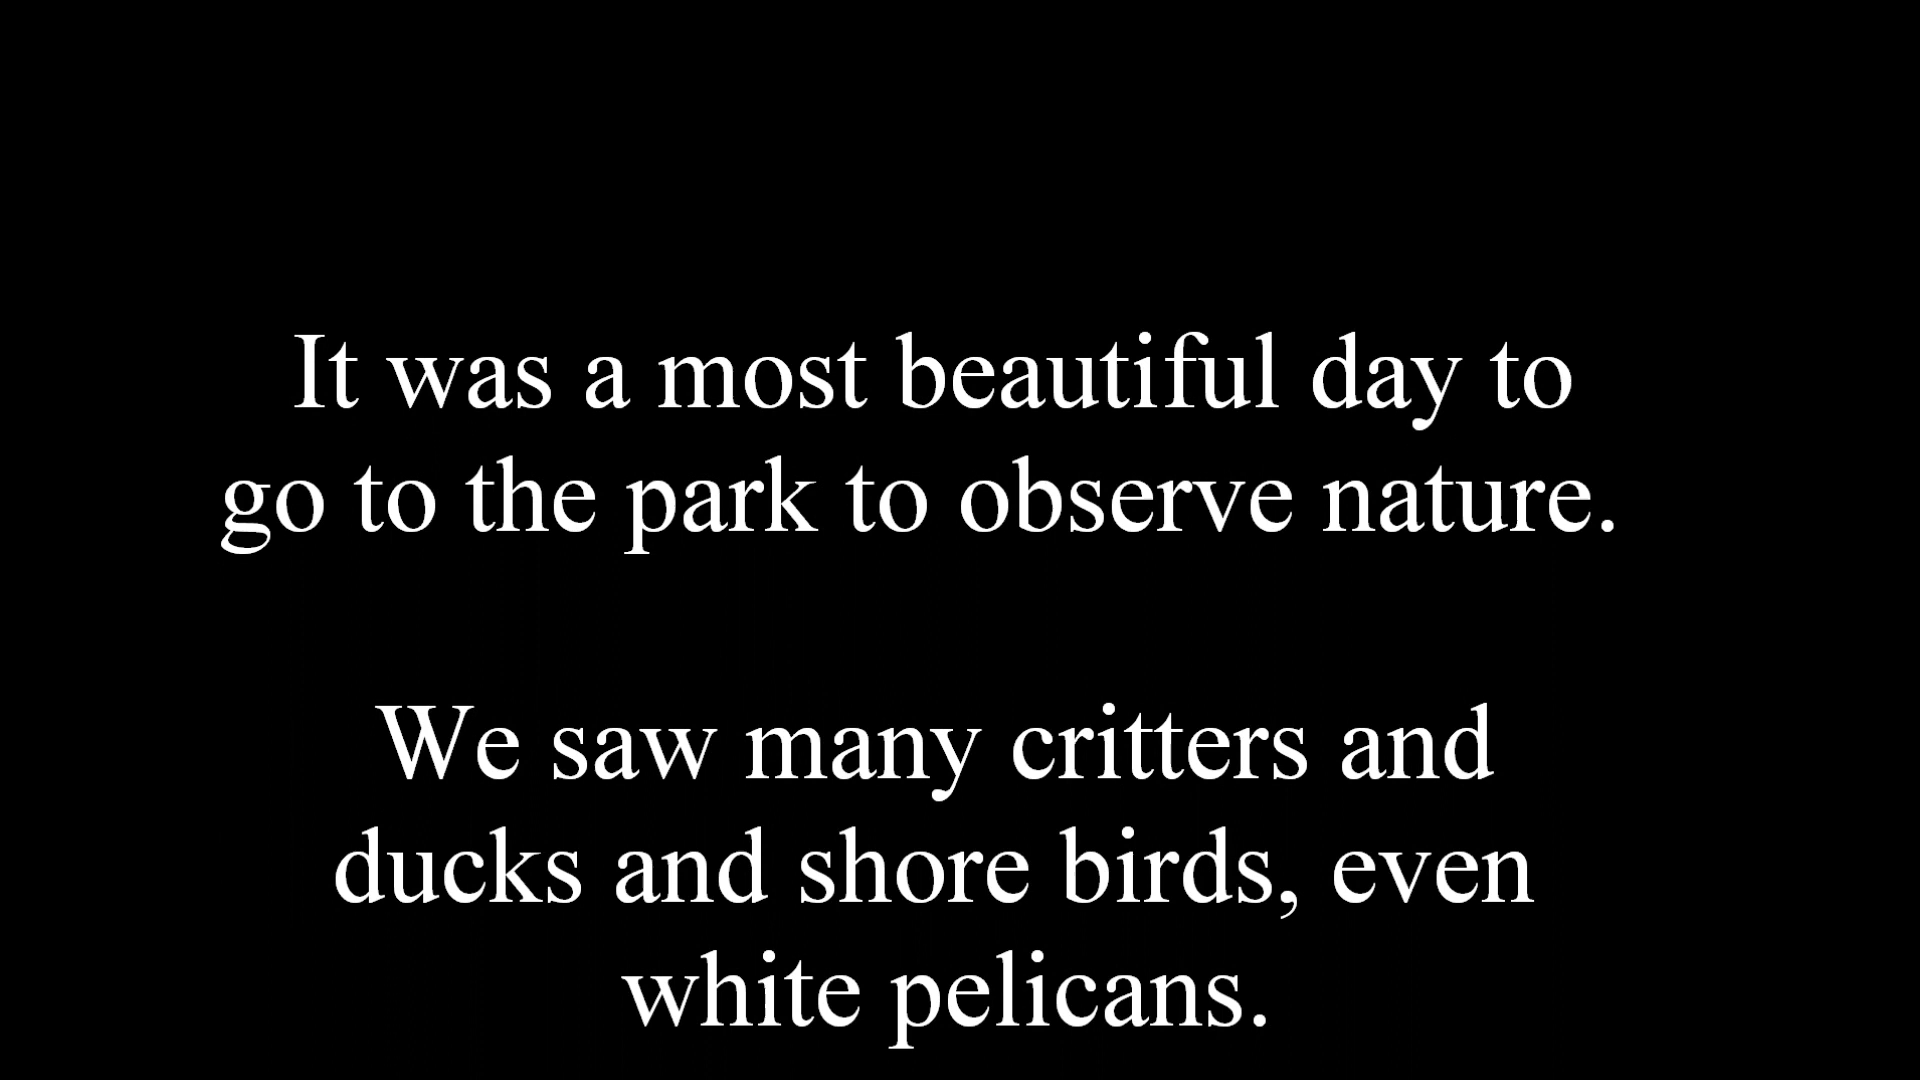 It was a most beautiful day to
go to the park to observe nature.
We saw many critters and
ducks and shore birds, even
white pelicans.